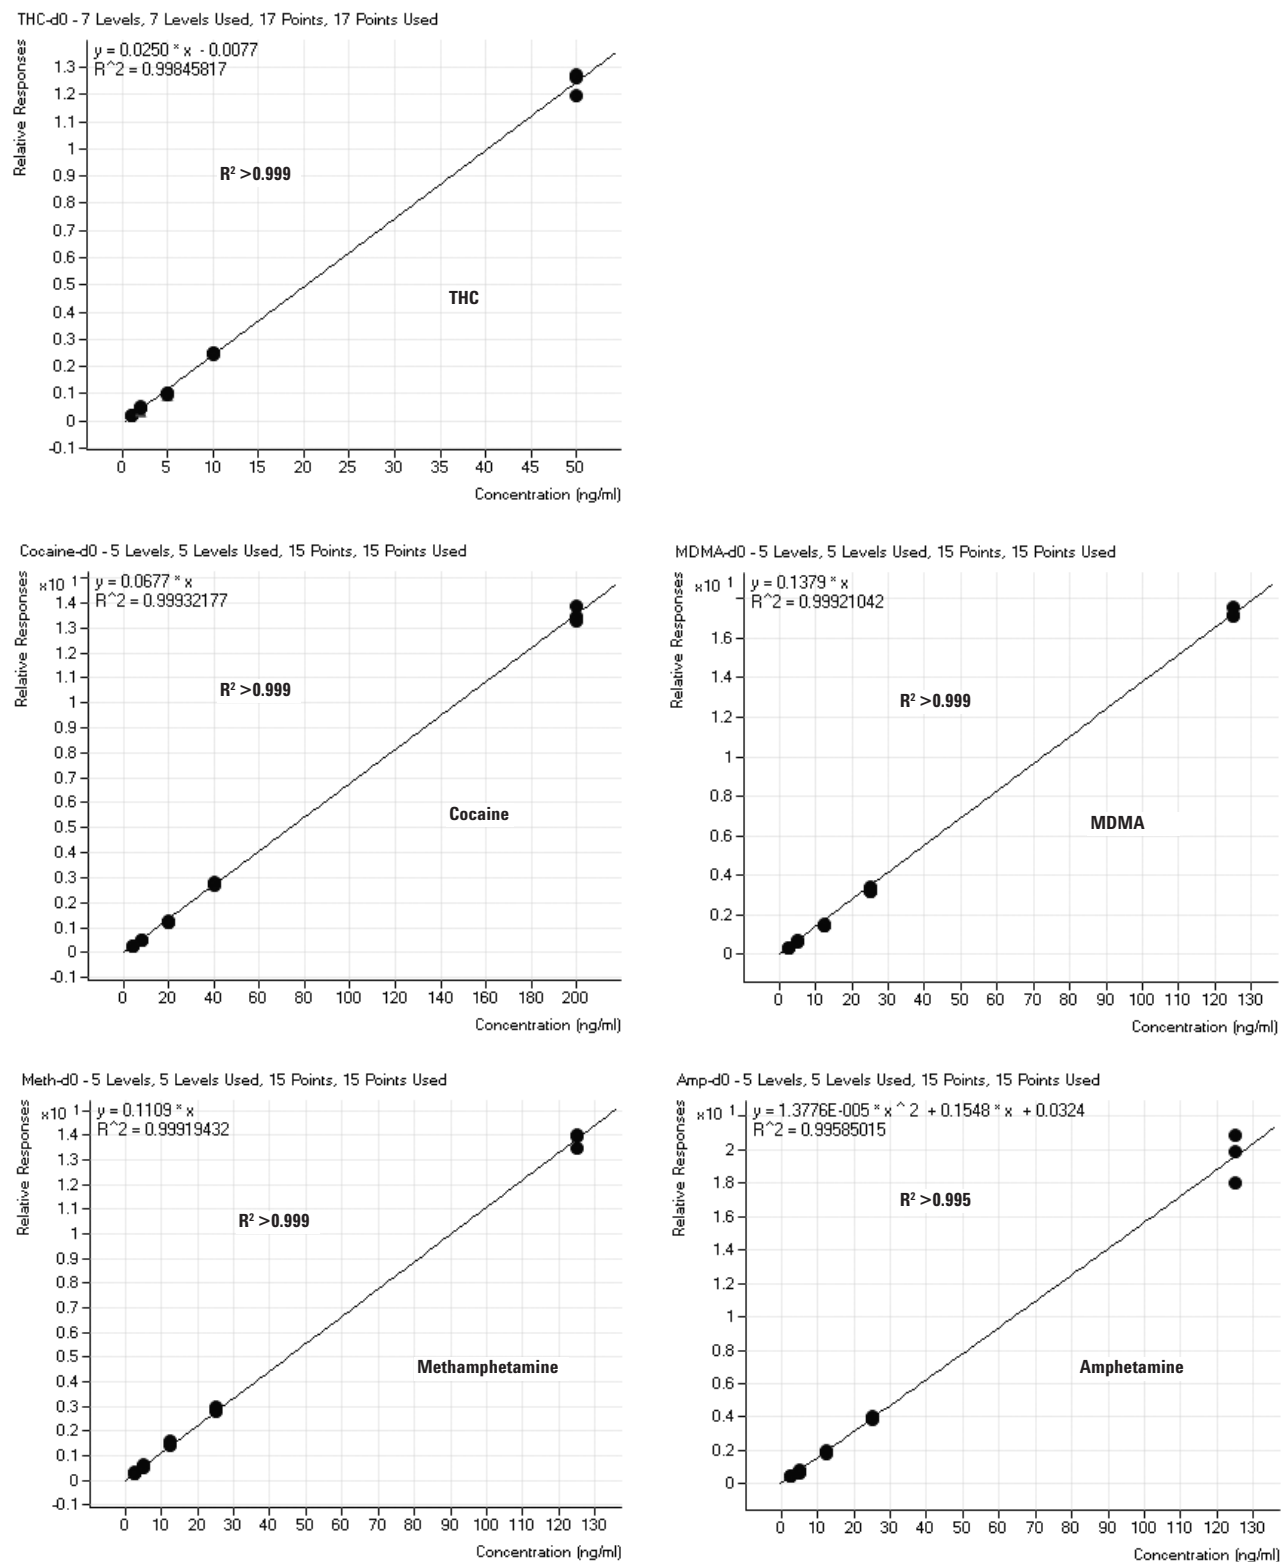 THC-d0 - 7 Levels, 7 Levels Used, 17 Points, 17 Points Used
Relative Responses
y = 0.0250 * x - 0.0077
R^2 = 0.99845817
1.3
1.2
1.1
1
0.9
0.8
0.7
0.6
0.5
0.4
0.3
0.2
0.1
0
-0.1
R² >0.999
THC
0 5 10 15 20 25 30 35 40 45 50
Concentration (ng/ml)
Cocaine-d0 - 5 Levels, 5 Levels Used, 15 Points, 15 Points Used
Relative Responses
x10 1
y = 0.0677 * x
R^2 = 0.99932177
1.4
1.3
1.2
1.1
1
0.9
0.8
0.7
0.6
0.5
0.4
0.3
0.2
0.1
0
-0.1
R² >0.999
Cocaine
0 20 40 60 80 100 120 140 160 180 200
Concentration (ng/ml)
MDMA-d0 - 5 Levels, 5 Levels Used, 15 Points, 15 Points Used
Relative Responses
x10 1
y = 0.1379 * x
R^2 = 0.99921042
1.6
1.4
1.2
1
0.8
0.6
0.4
0.2
0
R² >0.999
MDMA
0 10 20 30 40 50 60 70 80 90 100 110 120 130
Concentration (ng/ml)
Meth-d0 - 5 Levels, 5 Levels Used, 15 Points, 15 Points Used
Relative Responses
x10 1
y = 0.1109 * x
R^2 = 0.99919432
1.4
1.3
1.2
1.1
1
0.9
0.8
0.7
0.6
0.5
0.4
0.3
0.2
0.1
0
-0.1
R² >0.999
Methamphetamine
0 10 20 30 40 50 60 70 80 90 100 110 120 130
Concentration (ng/ml)
Amp-d0 - 5 Levels, 5 Levels Used, 15 Points, 15 Points Used
Relative Responses
x10 1
y = 1.3776E-005 * x ^ 2 + 0.1548 * x + 0.0324
R^2 = 0.99585015
2
1.8
1.6
1.4
1.2
1
0.8
0.6
0.4
0.2
0
R² >0.995
Amphetamine
0 10 20 30 40 50 60 70 80 90 100 110 120 130
Concentration (ng/ml)